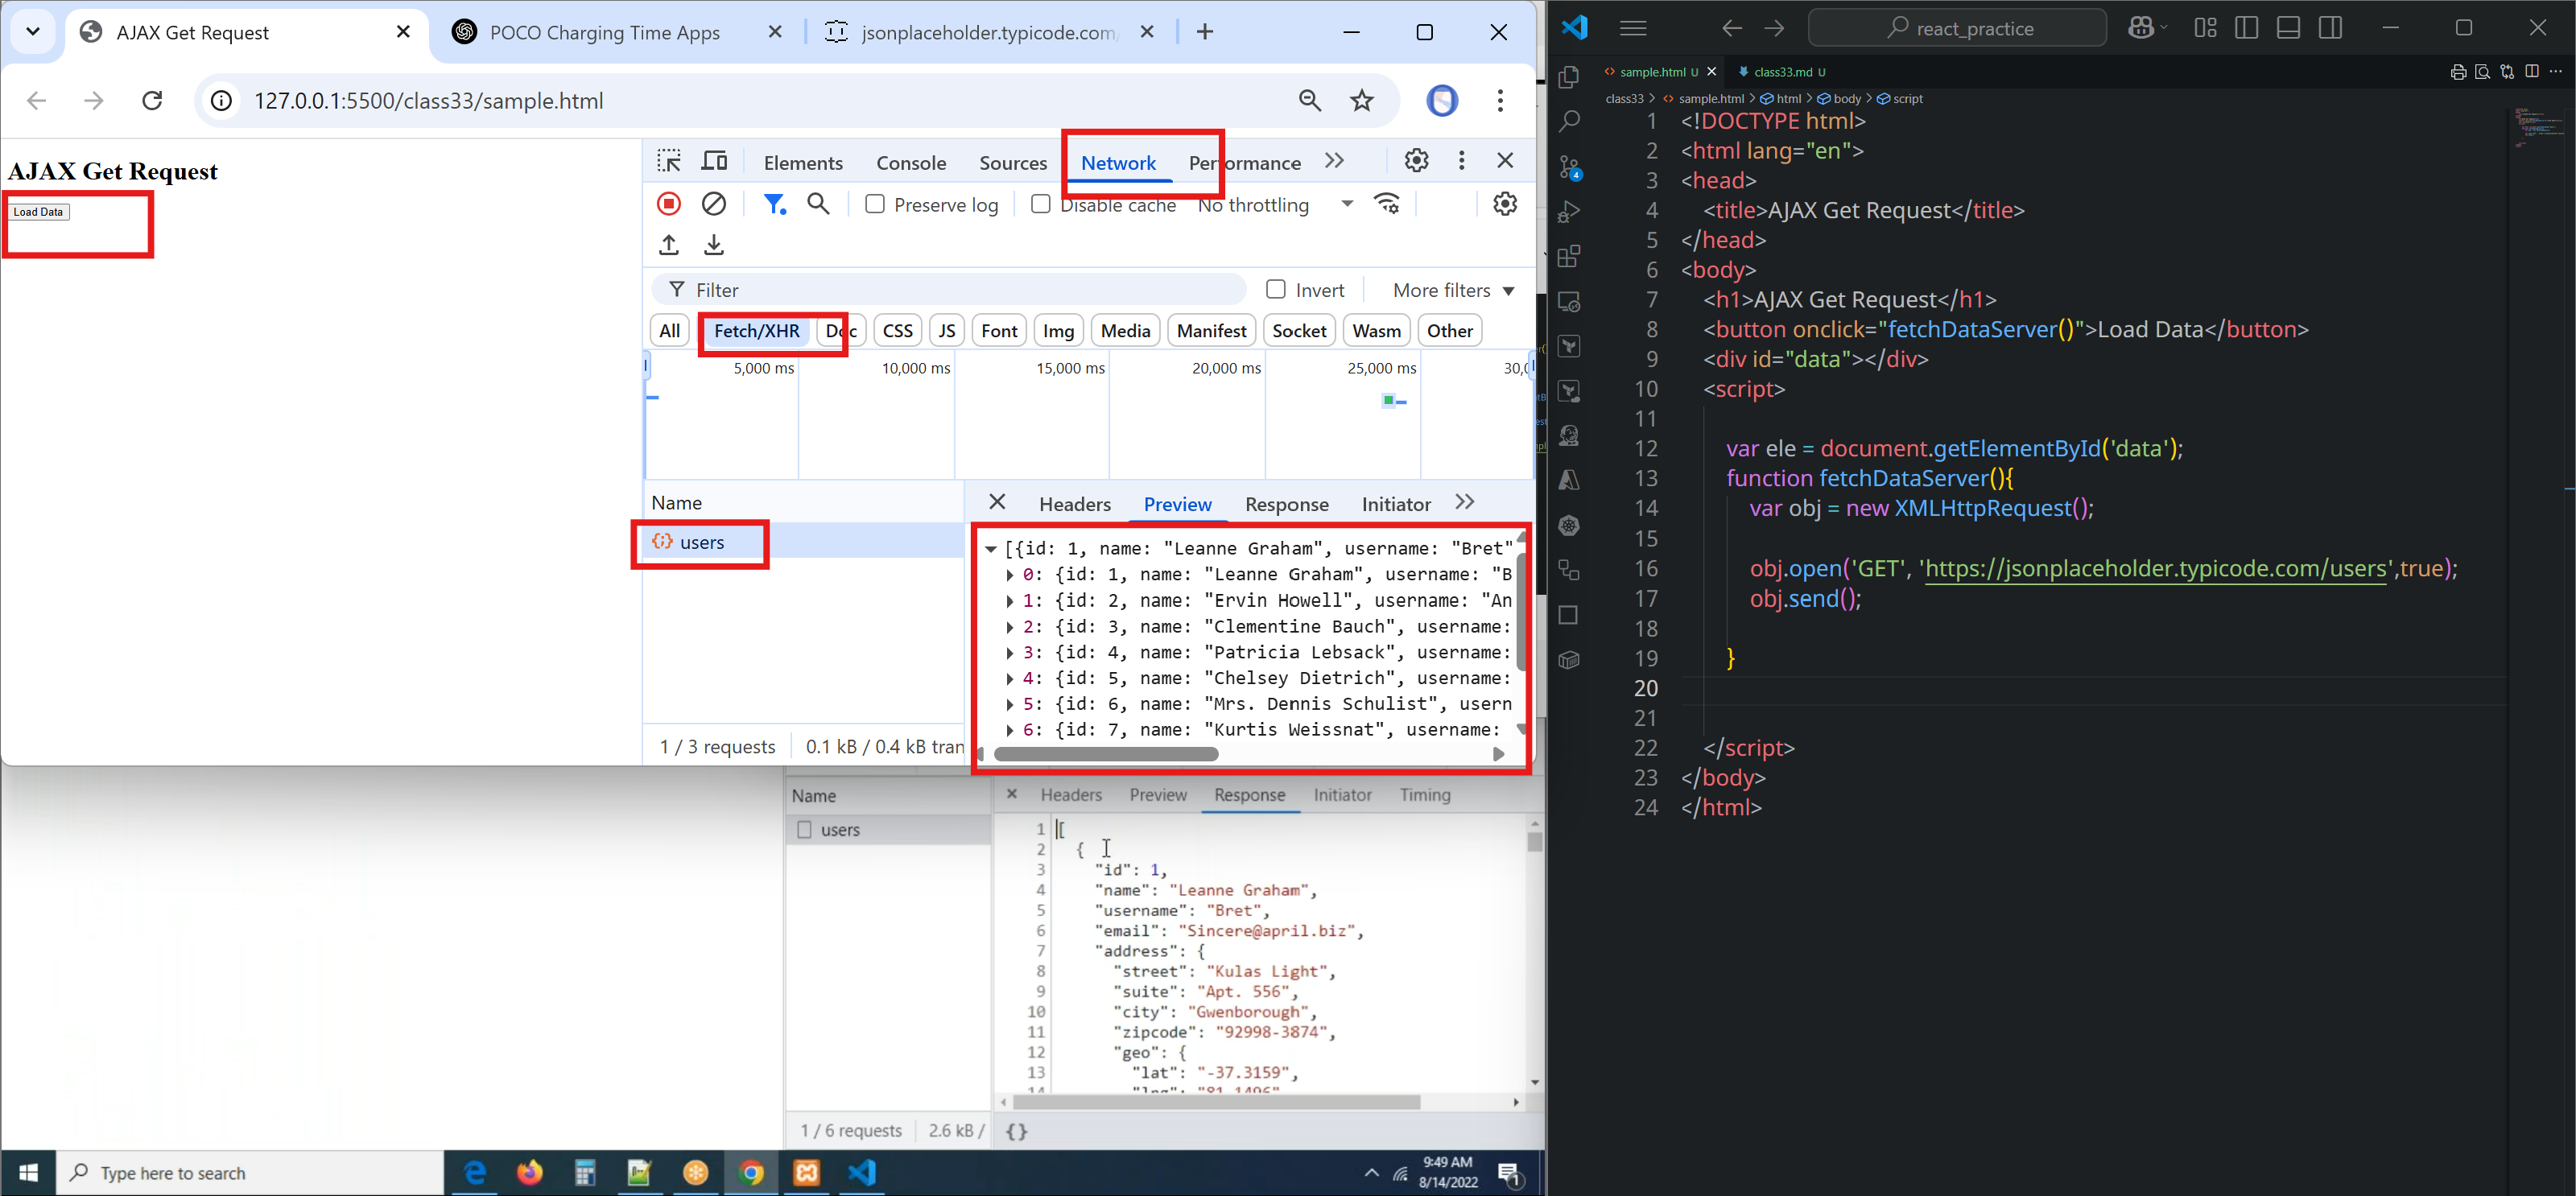 AJAX Get Request
POCO Charging Time Apps
jsonplaceholder.typicode.com/
127.0.0.1:5500/class33/sample.html
AJAX Get Request
Load Data
Elements Console Sources Network Performance
Preserve log Disable cache No throttling
Filter Invert More filters
All Fetch/XHR Doc CSS JS Font Img Media Manifest Socket Wasm Other
5,000 ms 10,000 ms 15,000 ms 20,000 ms 25,000 ms 30,0
Name
users
1 / 3 requests 0.1 kB / 0.4 kB tran
Headers Preview Response Initiator
[{id: 1, name: "Leanne Graham", username: "Bret"
0: {id: 1, name: "Leanne Graham", username: "B
1: {id: 2, name: "Ervin Howell", username: "An
2: {id: 3, name: "Clementine Bauch", username:
3: {id: 4, name: "Patricia Lebsack", username:
4: {id: 5, name: "Chelsey Dietrich", username:
5: {id: 6, name: "Mrs. Dennis Schulist", usern
6: {id: 7, name: "Kurtis Weissnat", username:
Name
users
1 / 6 requests 2.6 kB /
Headers Preview Response Initiator Timing
1 [
2 {
3 "id": 1,
4 "name": "Leanne Graham",
5 "username": "Bret",
6 "email": "Sincere@april.biz",
7 "address": {
8 "street": "Kulas Light",
9 "suite": "Apt. 556",
10 "city": "Gwenborough",
11 "zipcode": "92998-3874",
12 "geo": {
13 "lat": "-37.3159",
14 "lng": "81.1496"
{}
Type here to search
9:49 AM
8/14/2022
1
react_practice
sample.html U
class33.md U
class33 > sample.html > html > body > script
4
1 <!DOCTYPE html>
2 <html lang="en">
3 <head>
4 <title>AJAX Get Request</title>
5 </head>
6 <body>
7 <h1>AJAX Get Request</h1>
8 <button onclick="fetchDataServer()">Load Data</button>
9 <div id="data"></div>
10 <script>
11
12 var ele = document.getElementById('data');
13 function fetchDataServer(){
14 var obj = new XMLHttpRequest();
15
16 obj.open('GET', 'https://jsonplaceholder.typicode.com/users',true);
17 obj.send();
18
19 }
20
21
22 </script>
23 </body>
24 </html>